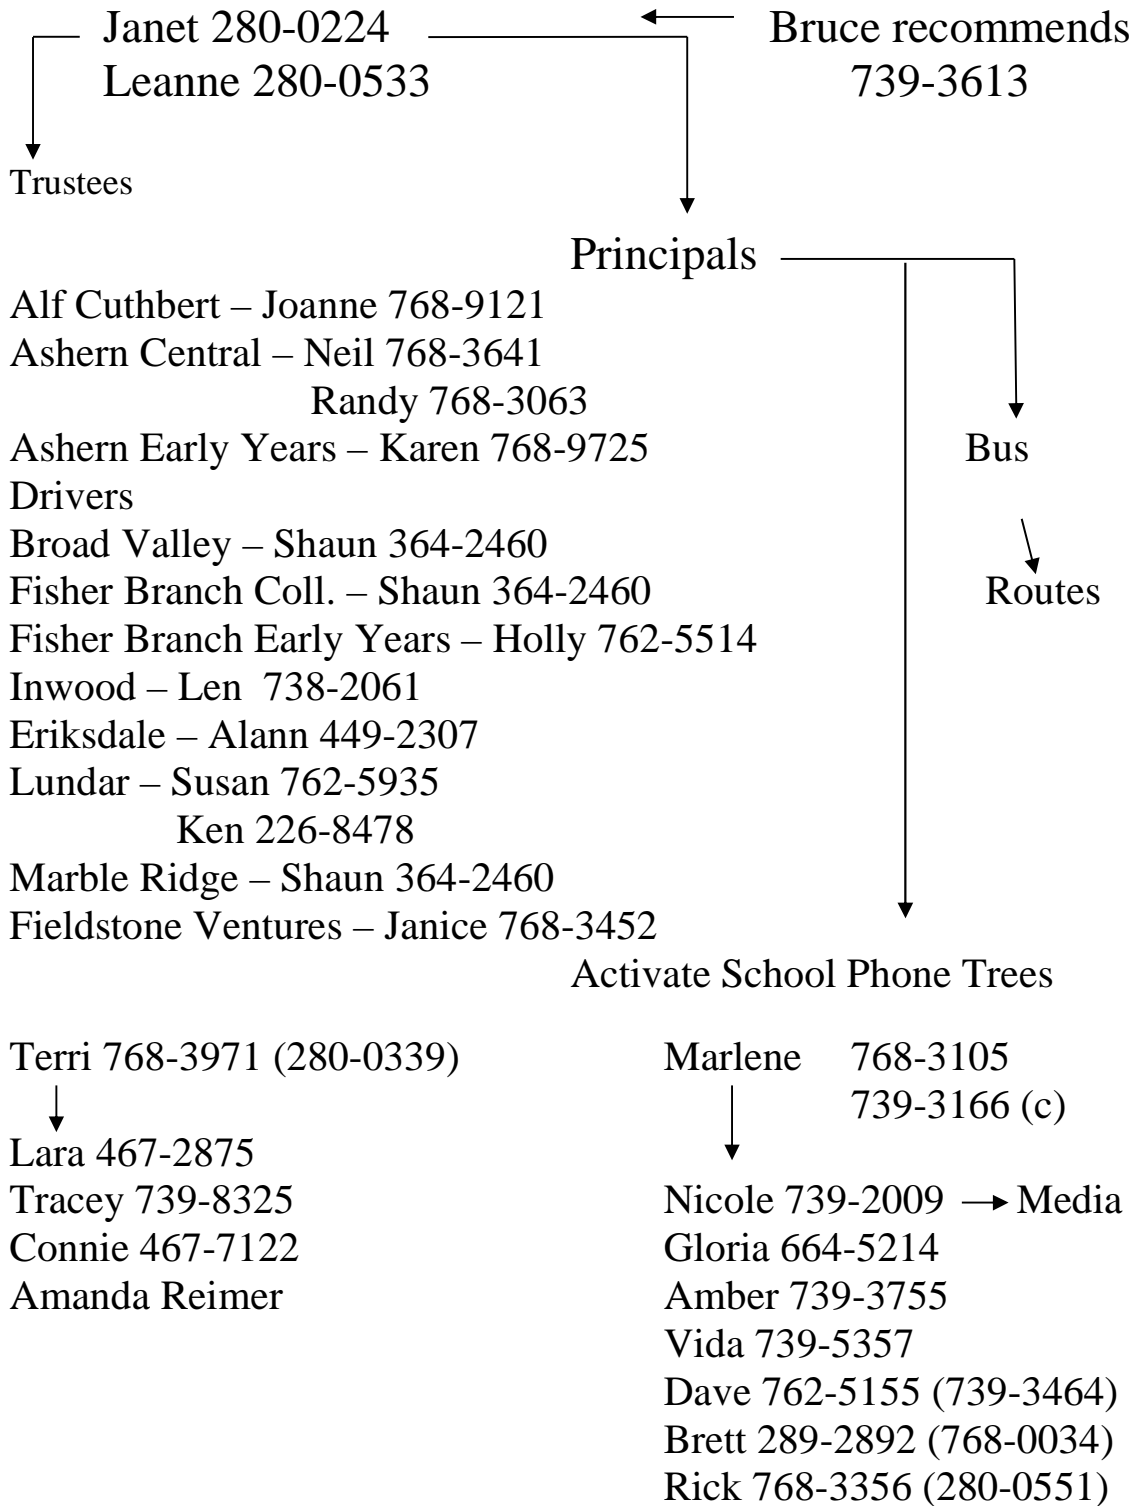 Janet 280-0224 Bruce recommends
Leanne 280-0533 739-3613
Trustees
Principals
Alf Cuthbert – Joanne 768-9121
Ashern Central – Neil 768-3641
Randy 768-3063
Ashern Early Years – Karen 768-9725 Bus
Drivers
Broad Valley – Shaun 364-2460
Fisher Branch Coll. – Shaun 364-2460 Routes
Fisher Branch Early Years – Holly 762-5514
Inwood – Len 738-2061
Eriksdale – Alann 449-2307
Lundar – Susan 762-5935
Ken 226-8478
Marble Ridge – Shaun 364-2460
Fieldstone Ventures – Janice 768-3452
Activate School Phone Trees
Terri 768-3971 (280-0339) Marlene 768-3105
739-3166 (c)
Lara 467-2875
Tracey 739-8325 Nicole 739-2009 Media
Connie 467-7122 Gloria 664-5214
Amanda Reimer Amber 739-3755
Vida 739-5357
Dave 762-5155 (739-3464)
Brett 289-2892 (768-0034)
Rick 768-3356 (280-0551)